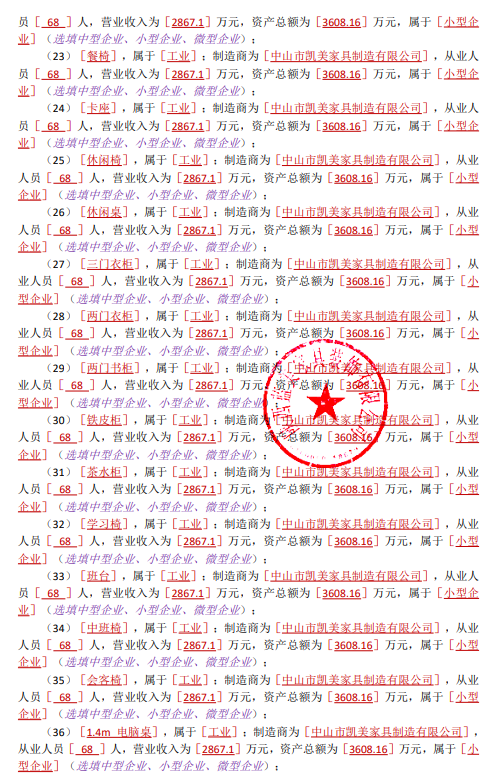 员［ 68 ］人，营业收入为［2867.1］万元，资产总额为［3608.16］万元，属于［小型企
业］（选填中型企业、小型企业、微型企业）；
（23）［餐椅］，属于［工业］；制造商为［中山市凯美家具制造有限公司］，从业人
员［ 68 ］人，营业收入为［2867.1］万元，资产总额为［3608.16］万元，属于［小型企
业］（选填中型企业、小型企业、微型企业）；
（24）［卡座］，属于［工业］；制造商为［中山市凯美家具制造有限公司］，从业人
员［ 68 ］人，营业收入为［2867.1］万元，资产总额为［3608.16］万元，属于［小型企
业］（选填中型企业、小型企业、微型企业）；
（25）［休闲椅］，属于［工业］；制造商为［中山市凯美家具制造有限公司］，从业
人员［ 68 ］人，营业收入为［2867.1］万元，资产总额为［3608.16］万元，属于［小型
企业］（选填中型企业、小型企业、微型企业）；
（26）［休闲桌］，属于［工业］；制造商为［中山市凯美家具制造有限公司］，从业
人员［ 68 ］人，营业收入为［2867.1］万元，资产总额为［3608.16］万元，属于［小型
企业］（选填中型企业、小型企业、微型企业）；
（27）［三门衣柜］，属于［工业］；制造商为［中山市凯美家具制造有限公司］，从
业人员［ 68 ］人，营业收入为［2867.1］万元，资产总额为［3608.16］万元，属于［小
型企业］（选填中型企业、小型企业、微型企业）；
（28）［两门衣柜］，属于［工业］；制造商为［中山市凯美家具制造有限公司］，从
业人员［ 68 ］人，营业收入为［2867.1］万元，资产总额为［3608.16］万元，属于［小
型企业］（选填中型企业、小型企业、微型企业）；
（29）［两门书柜］，属于［工业］；制造商为［中山市凯美家具制造有限公司］，从
业人员［ 68 ］人，营业收入为［2867.1］万元，资产总额为［3608.16］万元，属于［小
型企业］（选填中型企业、小型企业、微型企业）；
（30）［铁皮柜］，属于［工业］；制造商为［中山市凯美家具制造有限公司］，从业
人员［ 68 ］人，营业收入为［2867.1］万元，资产总额为［3608.16］万元，属于［小型
企业］（选填中型企业、小型企业、微型企业）；
（31）［茶水柜］，属于［工业］；制造商为［中山市凯美家具制造有限公司］，从业
人员［ 68 ］人，营业收入为［2867.1］万元，资产总额为［3608.16］万元，属于［小型
企业］（选填中型企业、小型企业、微型企业）；
（32）［学习椅］，属于［工业］；制造商为［中山市凯美家具制造有限公司］，从业
人员［ 68 ］人，营业收入为［2867.1］万元，资产总额为［3608.16］万元，属于［小型
企业］（选填中型企业、小型企业、微型企业）；
（33）［班台］，属于［工业］；制造商为［中山市凯美家具制造有限公司］，从业人
员［ 68 ］人，营业收入为［2867.1］万元，资产总额为［3608.16］万元，属于［小型企
业］（选填中型企业、小型企业、微型企业）；
（34）［中班椅］，属于［工业］；制造商为［中山市凯美家具制造有限公司］，从业
人员［ 68 ］人，营业收入为［2867.1］万元，资产总额为［3608.16］万元，属于［小型
企业］（选填中型企业、小型企业、微型企业）；
（35）［会客椅］，属于［工业］；制造商为［中山市凯美家具制造有限公司］，从业
人员［ 68 ］人，营业收入为［2867.1］万元，资产总额为［3608.16］万元，属于［小型
企业］（选填中型企业、小型企业、微型企业）；
（36）［1.4m 电脑桌］，属于［工业］；制造商为［中山市凯美家具制造有限公司］，
从业人员［ 68 ］人，营业收入为［2867.1］万元，资产总额为［3608.16］万元，属于［小
型企业］（选填中型企业、小型企业、微型企业）；